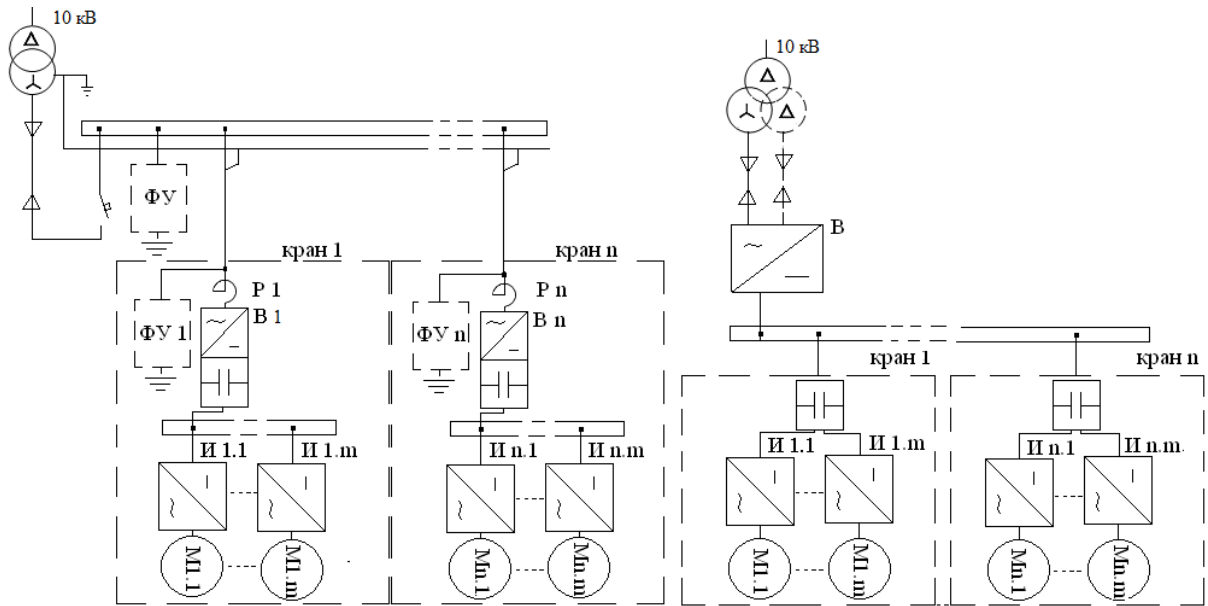 10 кВ
ФУ
кран 1
кран n
ФУ 1
Р 1
В 1
ФУ n
Р n
В n
И 1.1
И 1.m
И n.1
И n.m
М1.1
М1.m
Мn.1
Мn.m
10 кВ
В
кран 1
кран n
И 1.1
И 1.m
И n.1
И n.m.
М1.1
М1.m
Мn.1
Мn.m